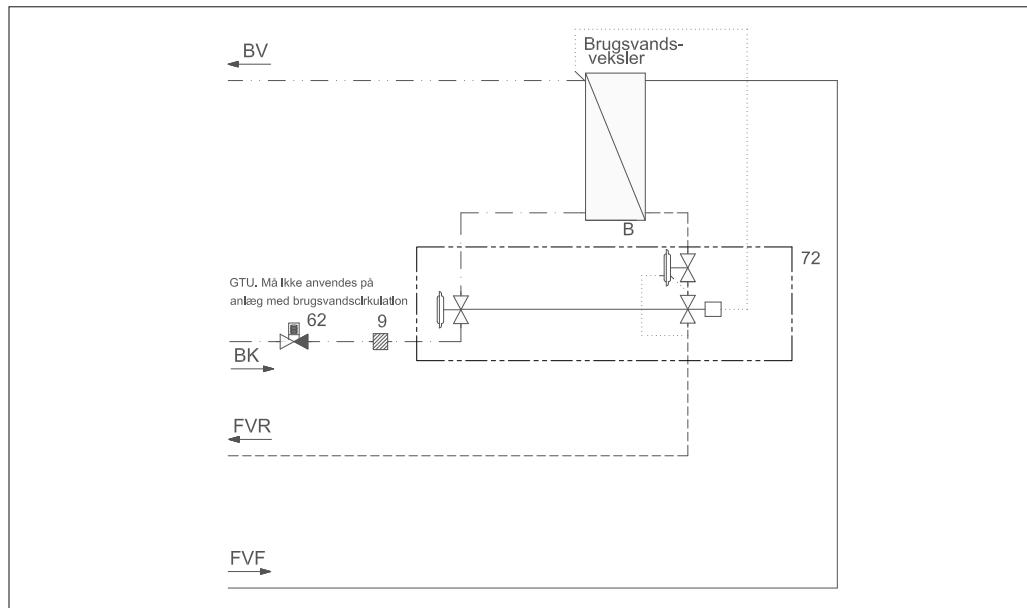 BV
Brugsvands-
veksler
B
72
GTU. Må ikke anvendes på
anlæg med brugsvandscirkulation
62
9
BK
FVR
FVF